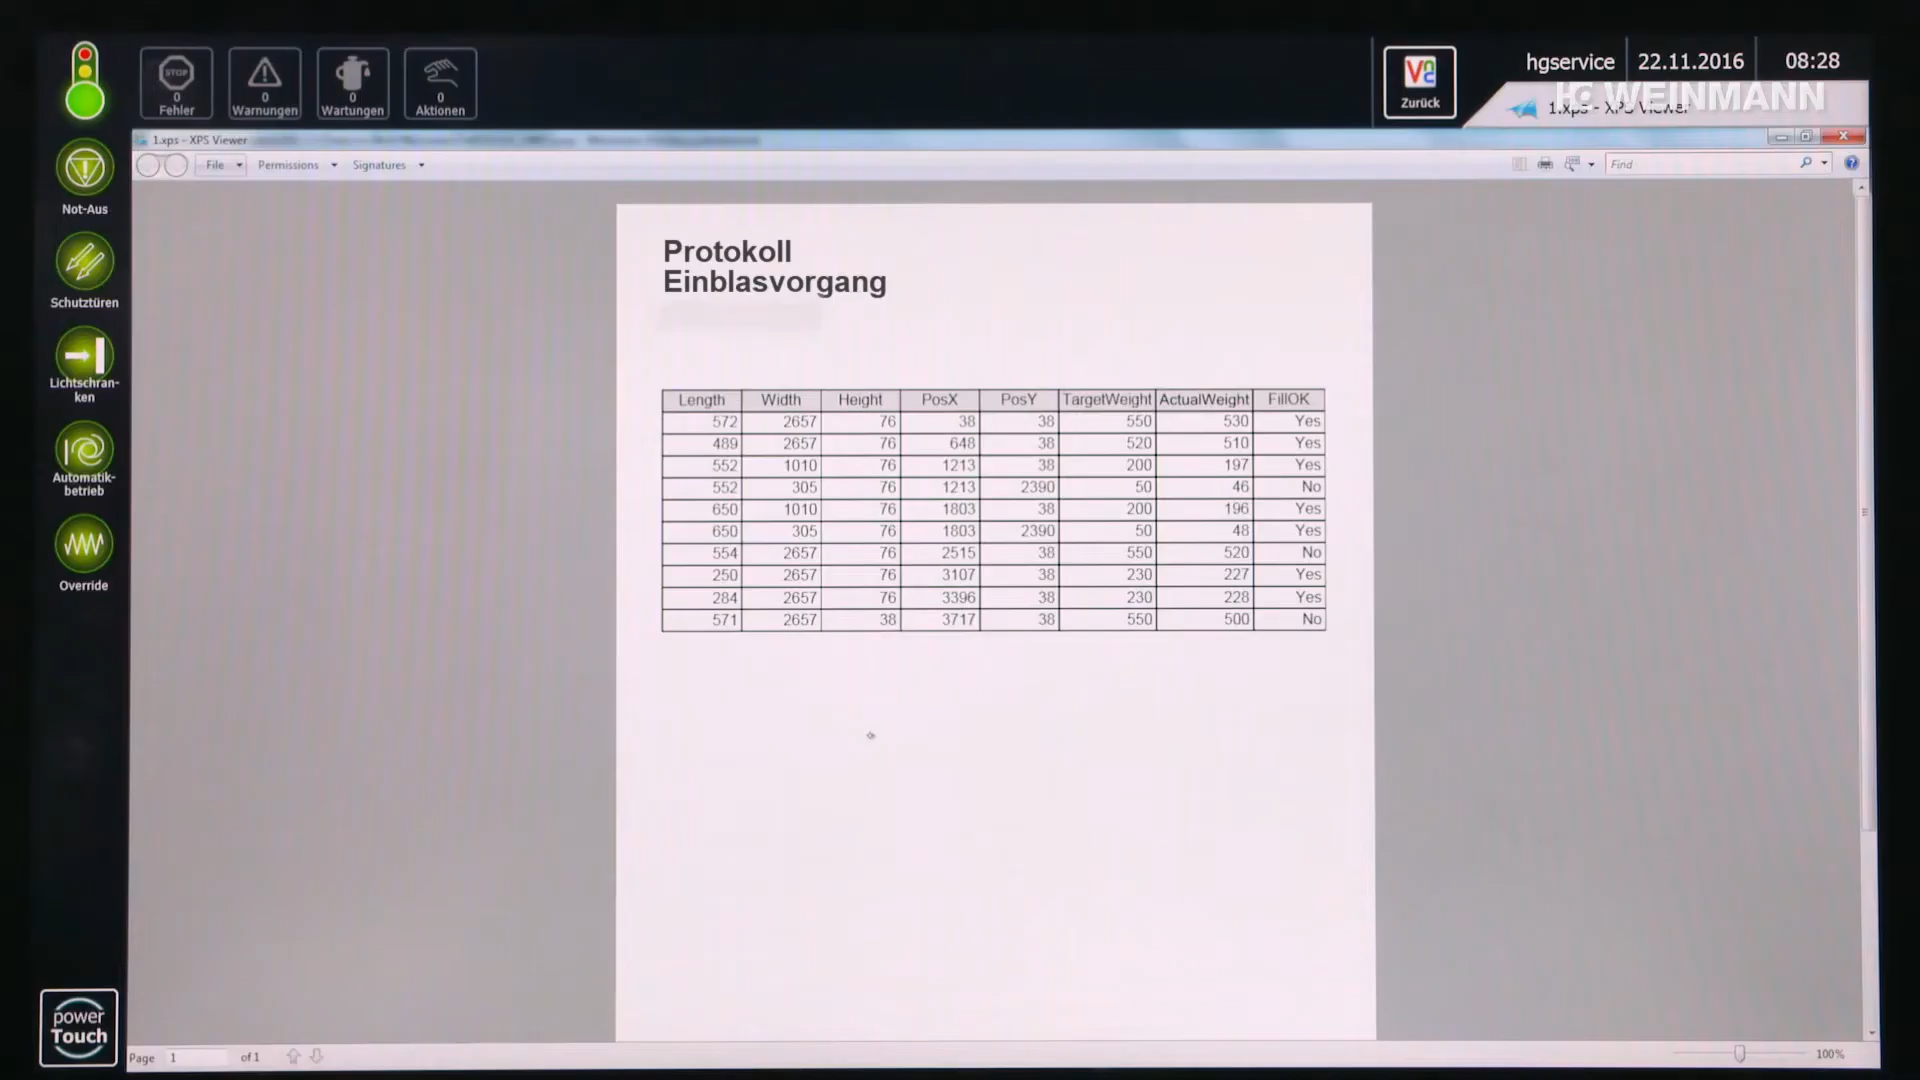 hgservice 22.11.2016 08:28
STOP
0 0 0 0
Fehler Warnungen Wartungen Aktionen
Zurück
WEINMANN
1.xps - XPS Viewer
1.xps - XPS Viewer
File Permissions Signatures
Find
Not-Aus
Schutztüren
Lichtschran-
ken
Automatik-
betrieb
Override
Protokoll
Einblasvorgang
Length Width Height PosX PosY TargetWeight ActualWeight FillOK
572 2657 76 38 38 550 530 Yes
489 2657 76 648 38 520 510 Yes
552 1010 76 1213 38 200 197 Yes
552 305 76 1213 2390 50 46 No
650 1010 76 1803 38 200 196 Yes
650 305 76 1803 2390 50 48 Yes
554 2657 76 2515 38 550 520 No
250 2657 76 3107 38 230 227 Yes
284 2657 76 3396 38 230 228 Yes
571 2657 38 3717 38 550 500 No
power
Touch
Page 1 of 1
100%